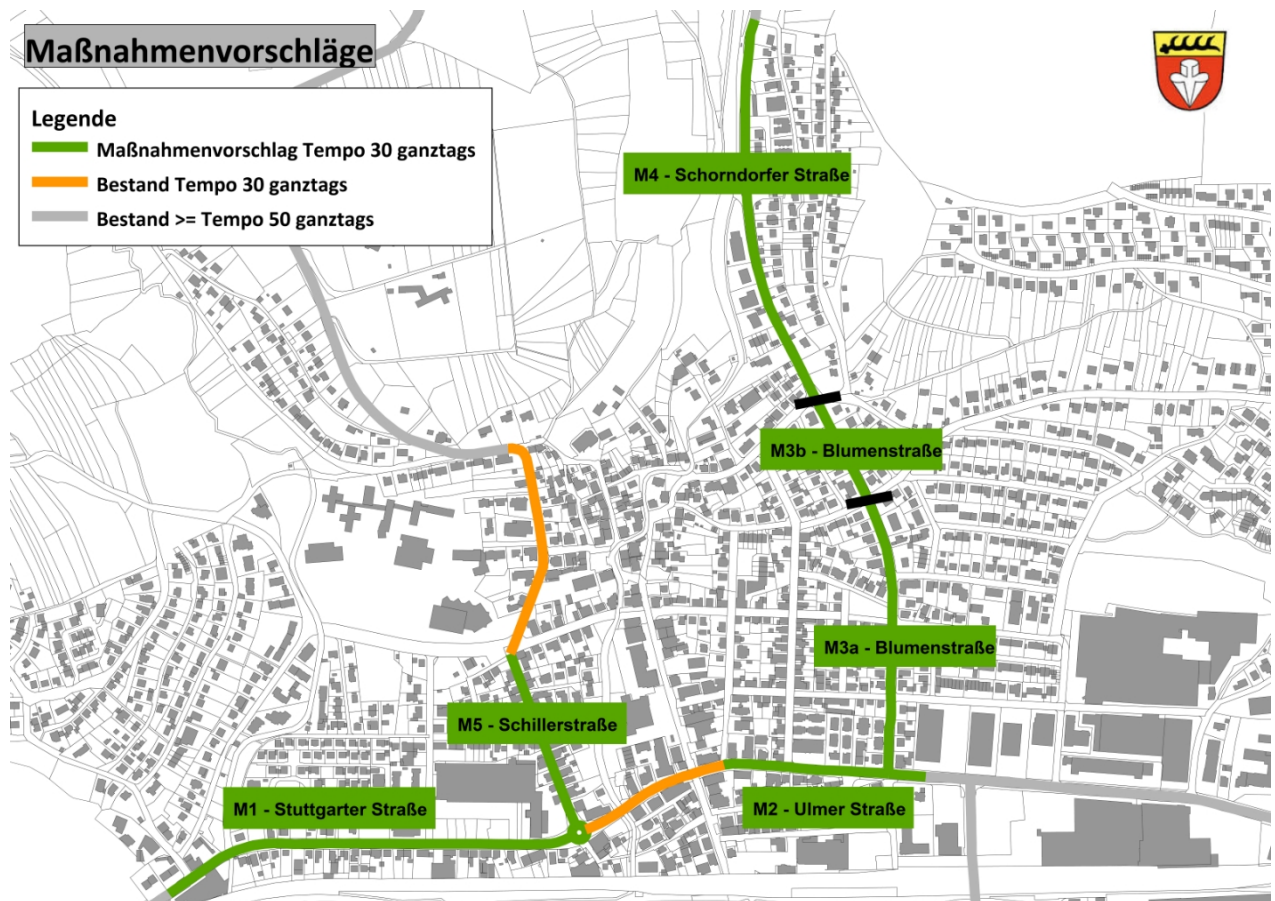 Maßnahmenvorschläge
Legende
Maßnahmenvorschlag Tempo 30 ganztags
Bestand Tempo 30 ganztags
Bestand >= Tempo 50 ganztags
M4 - Schorndorfer Straße
M3b - Blumenstraße
M3a - Blumenstraße
M5 - Schillerstraße
M1 - Stuttgarter Straße
M2 - Ulmer Straße